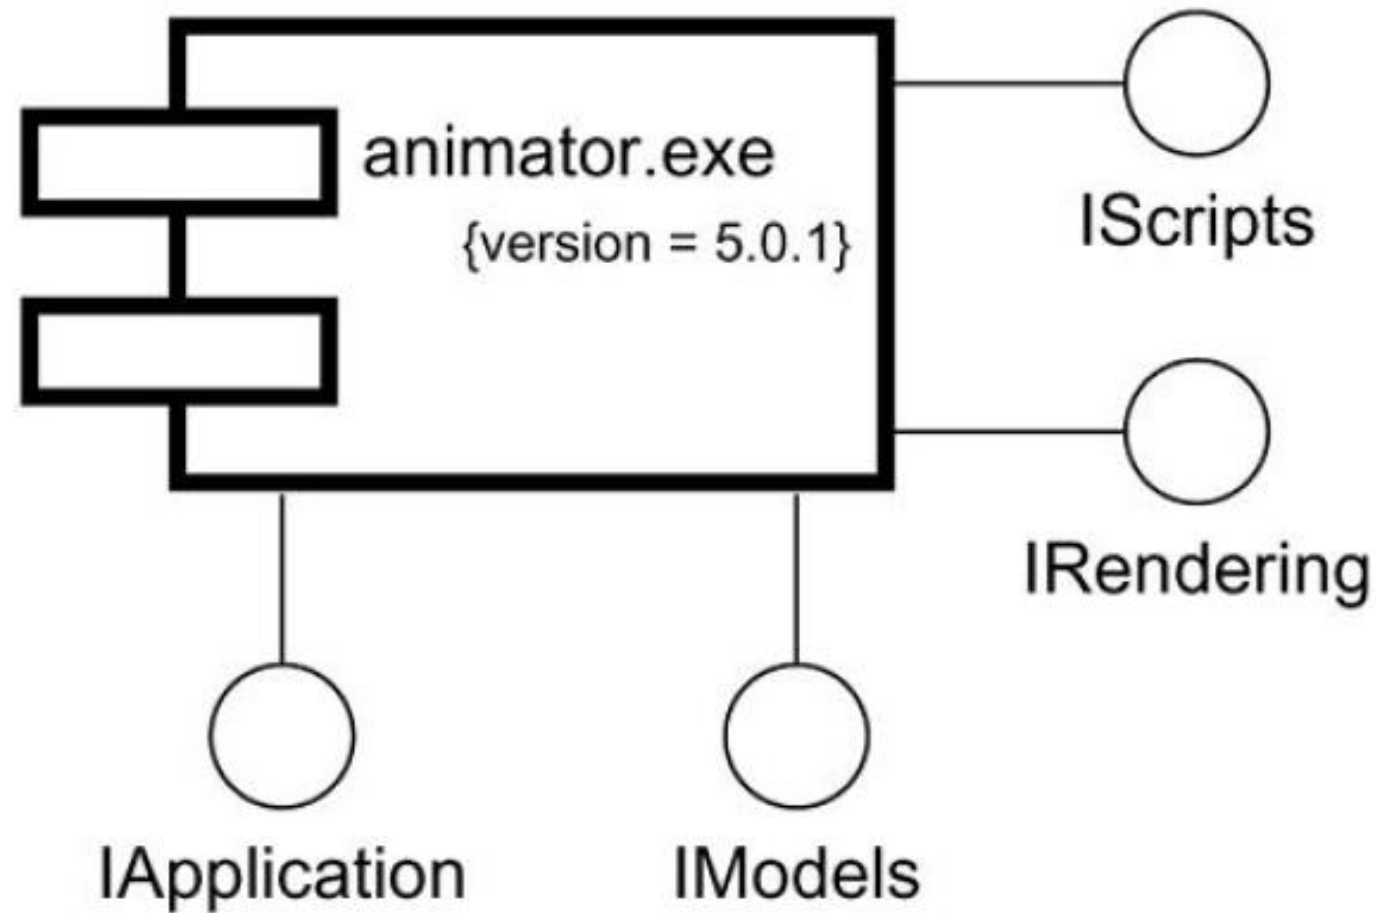 animator.exe
{version = 5.0.1}
IScripts
IRendering
IApplication
IModels